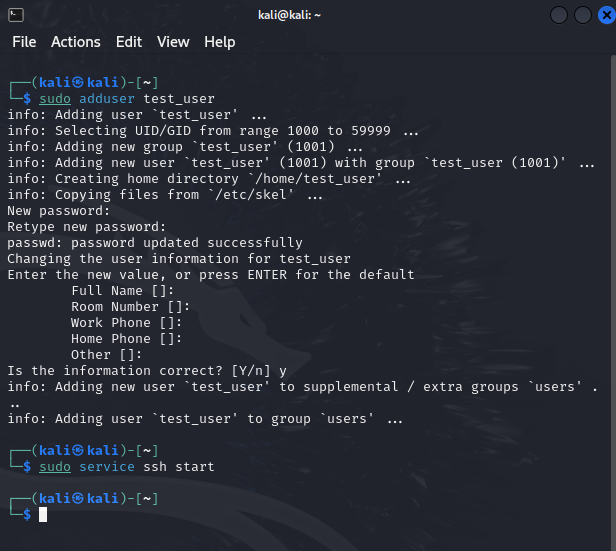 kali@kali: ~
File Actions Edit View Help
┌──(kali㉿kali)-[~]
└─$ sudo adduser test_user
info: Adding user `test_user' ...
info: Selecting UID/GID from range 1000 to 59999 ...
info: Adding new group `test_user' (1001) ...
info: Adding new user `test_user' (1001) with group `test_user (1001)' ...
info: Creating home directory `/home/test_user' ...
info: Copying files from `/etc/skel' ...
New password:
Retype new password:
passwd: password updated successfully
Changing the user information for test_user
Enter the new value, or press ENTER for the default
        Full Name []:
        Room Number []:
        Work Phone []:
        Home Phone []:
        Other []:
Is the information correct? [Y/n] y
info: Adding new user `test_user' to supplemental / extra groups `users' .
..
info: Adding user `test_user' to group `users' ...
┌──(kali㉿kali)-[~]
└─$ sudo service ssh start
┌──(kali㉿kali)-[~]
└─$